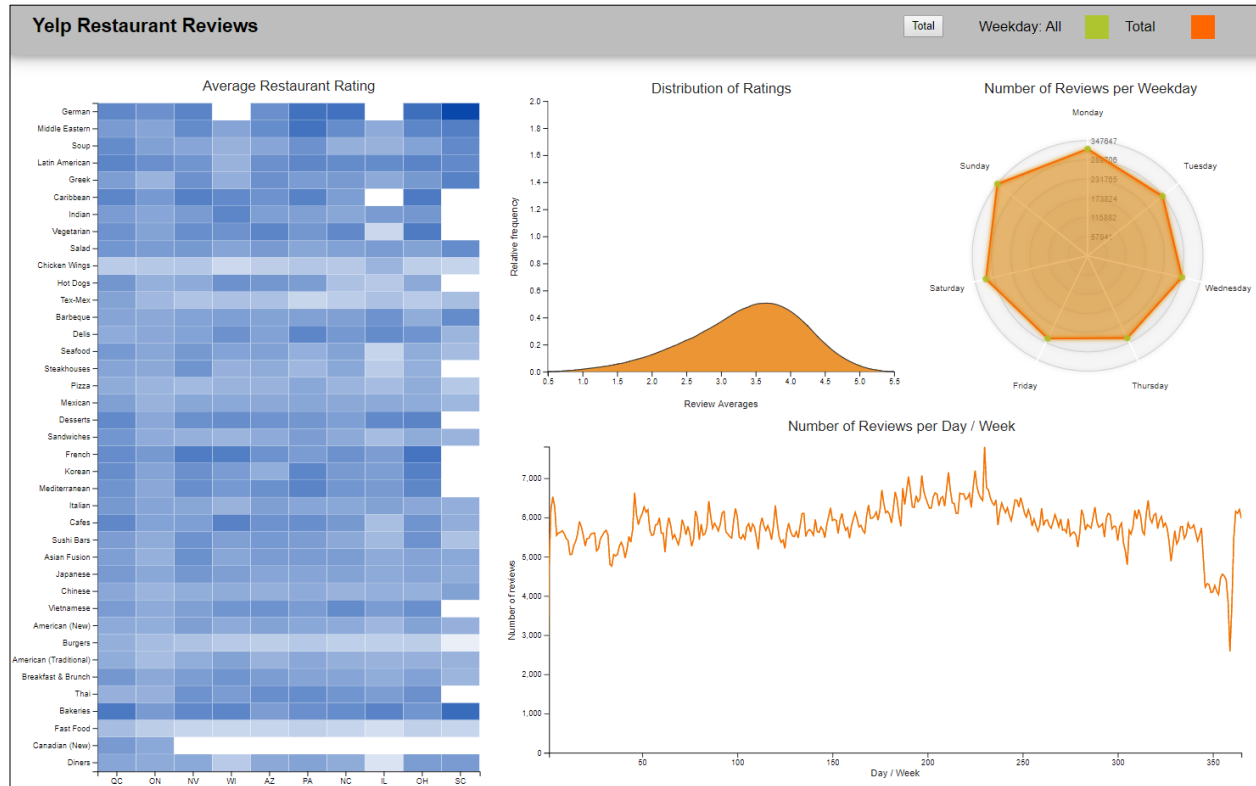 Yelp Restaurant Reviews
Total
Weekday: All
Total
Average Restaurant Rating
German
Middle Eastern
Soup
Latin American
Greek
Caribbean
Indian
Vegetarian
Salad
Chicken Wings
Hot Dogs
Tex-Mex
Barbeque
Delis
Seafood
Steakhouses
Pizza
Mexican
Desserts
Sandwiches
French
Korean
Mediterranean
Italian
Cafes
Sushi Bars
Asian Fusion
Japanese
Chinese
Vietnamese
American (New)
Burgers
American (Traditional)
Breakfast & Brunch
Thai
Bakeries
Fast Food
Canadian (New)
Diners
QC ON NV WI AZ PA NC IL OH SC
Distribution of Ratings
Relative frequency
2.0
1.8
1.6
1.4
1.2
1.0
0.8
0.6
0.4
0.2
0.0
0.5 1.0 1.5 2.0 2.5 3.0 3.5 4.0 4.5 5.0 5.5
Review Averages
Number of Reviews per Weekday
Monday
Tuesday
Wednesday
Thursday
Friday
Saturday
Sunday
347647
231765
173824
115882
57941
Number of Reviews per Day / Week
Number of reviews
7,000
6,000
5,000
4,000
3,000
2,000
1,000
0
50 100 150 200 250 300 350
Day / Week